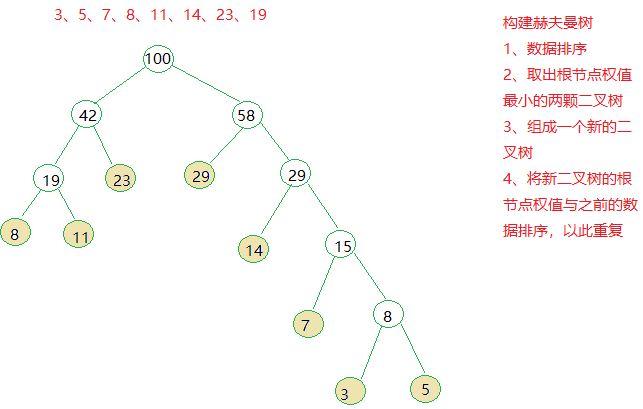 3、5、7、8、11、14、23、19
构建赫夫曼树
1、数据排序
2、取出根节点权值
最小的两颗二叉树
3、组成一个新的二
叉树
4、将新二叉树的根
节点权值与之前的数
据排序，以此重复
100
42
58
19
23
29
29
8
11
14
15
7
8
3
5